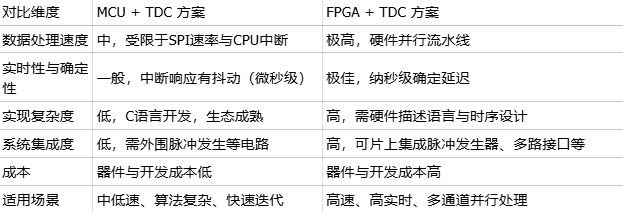 对比维度 MCU + TDC 方案 FPGA + TDC 方案
数据处理速度 中，受限于SPI速率与CPU中断 极高，硬件并行流水线
实时性与确定性 一般，中断响应有抖动（微秒级） 极佳，纳秒级确定延迟
实现复杂度 低，C语言开发，生态成熟 高，需硬件描述语言与时序设计
系统集成度 低，需外围脉冲发生等电路 高，可片上集成脉冲发生器、多路接口等
成本 器件与开发成本低 器件与开发成本高
适用场景 中低速、算法复杂、快速迭代 高速、高实时、多通道并行处理